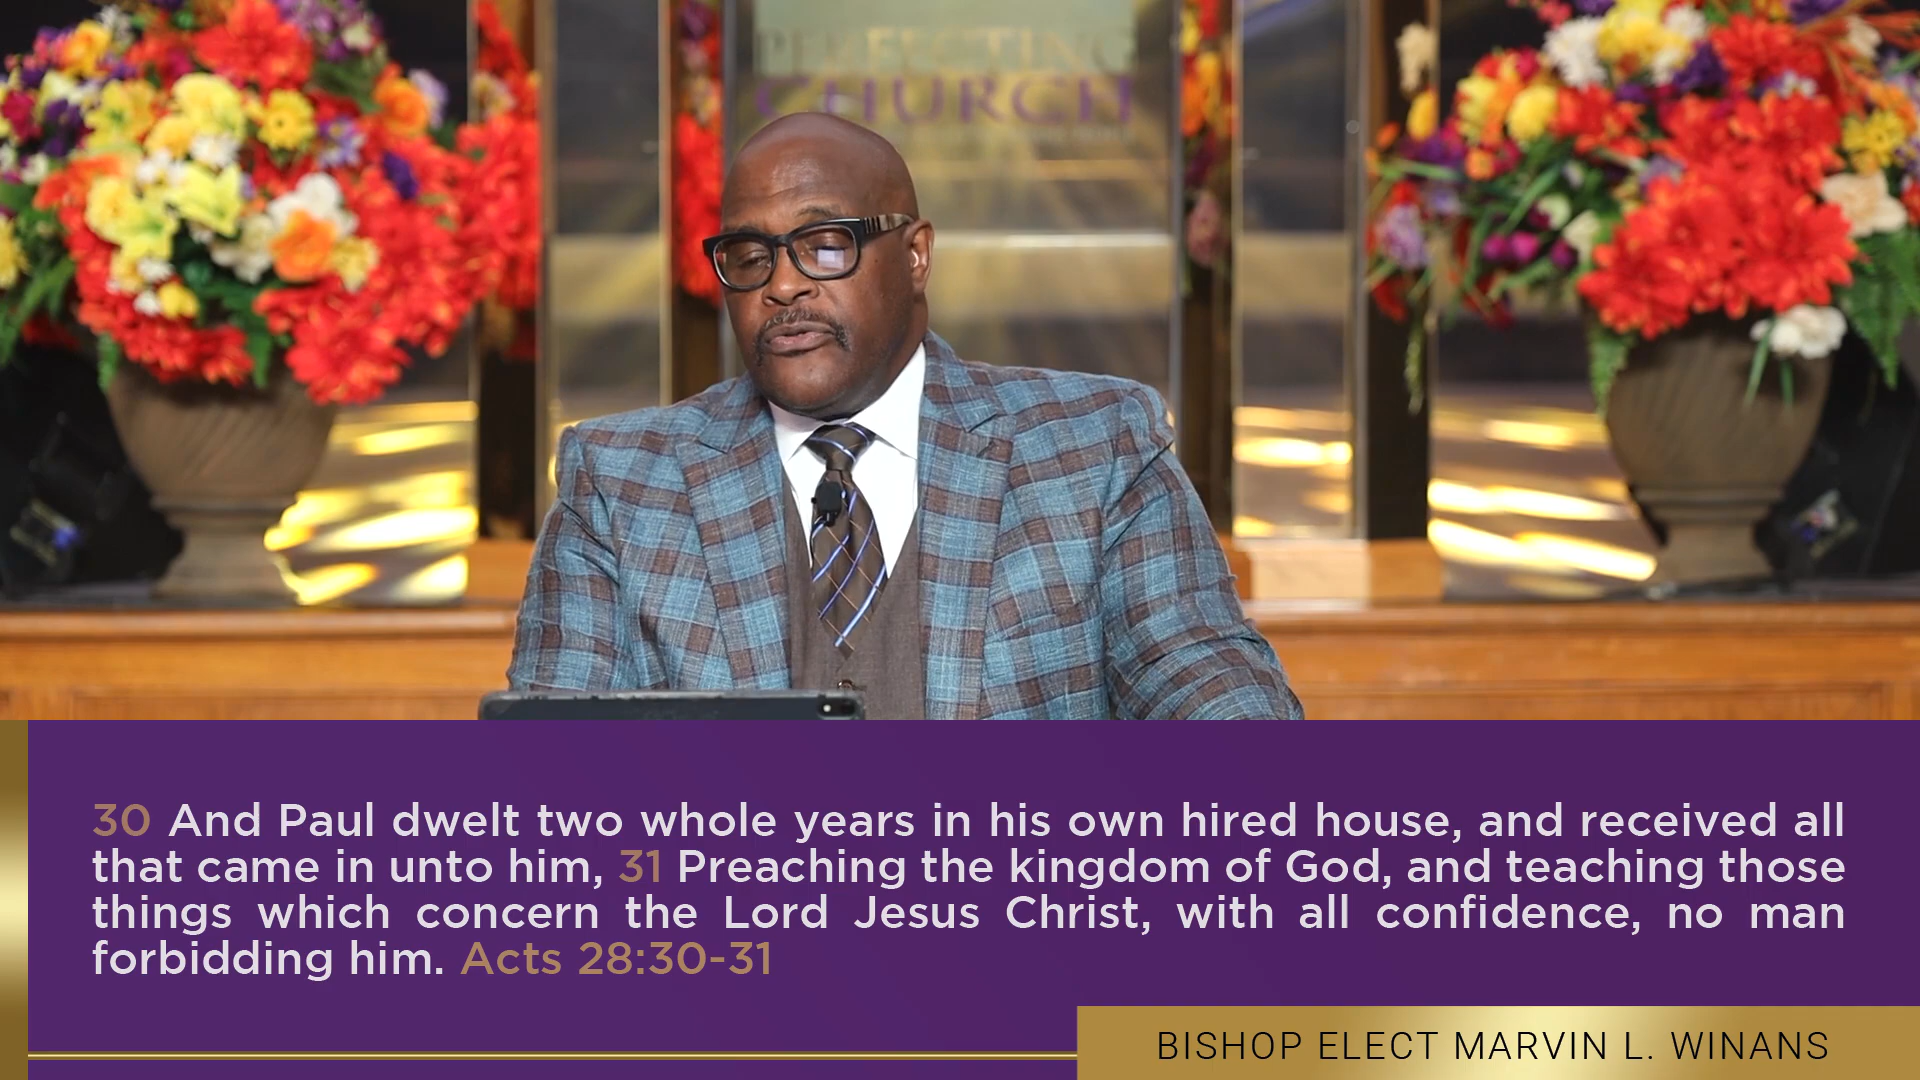 PERFECTING
CHURCH
30 And Paul dwelt two whole years in his own hired house, and received all
that came in unto him, 31 Preaching the kingdom of God, and teaching those
things which concern the Lord Jesus Christ, with all confidence, no man
forbidding him. Acts 28:30-31
BISHOP ELECT MARVIN L. WINANS